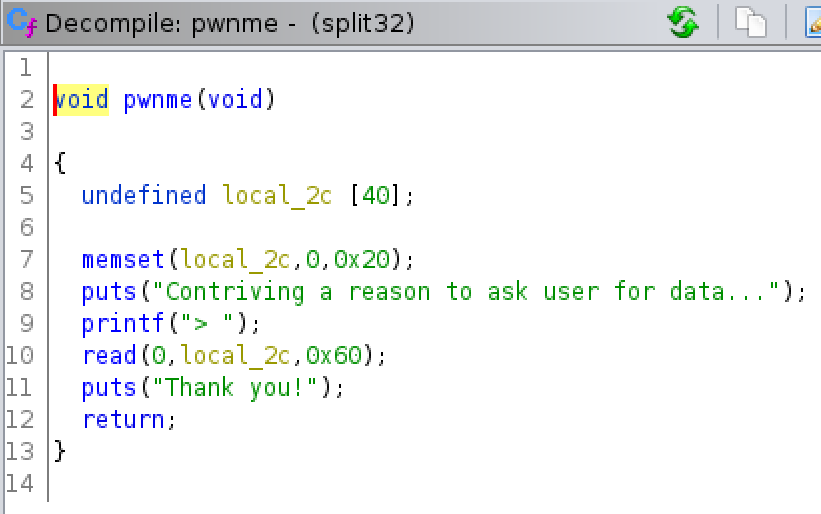 Decompile: pwnme - (split32)
1
2 void pwnme(void)
3
4 {
5 undefined local_2c [40];
6
7 memset(local_2c,0,0x20);
8 puts("Contriving a reason to ask user for data...");
9 printf("> ");
10 read(0,local_2c,0x60);
11 puts("Thank you!");
12 return;
13 }
14